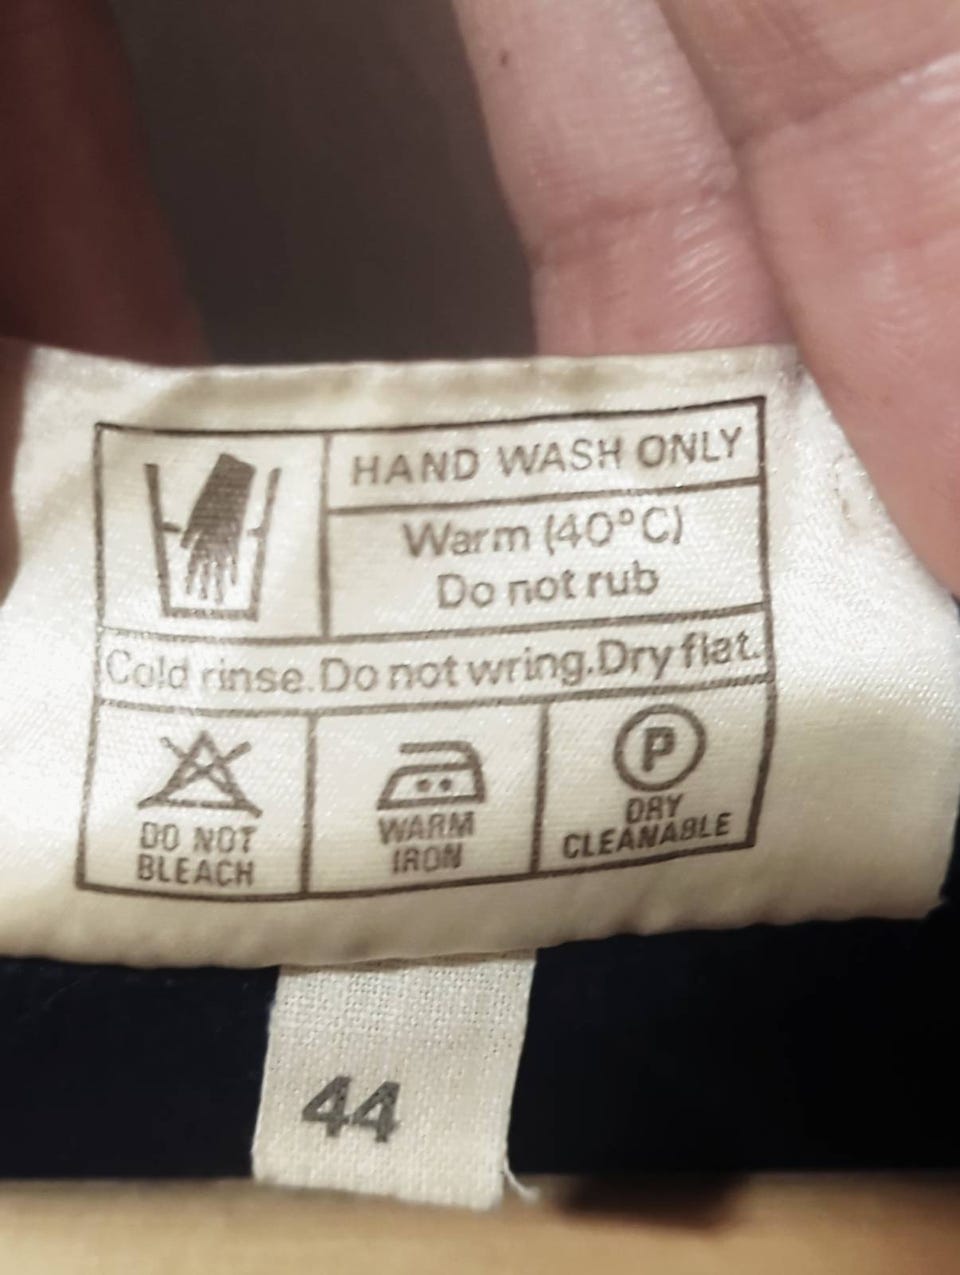 HAND WASH ONLY
Warm (40°C)
Do not rub
Cold rinse. Do not wring. Dry flat.
DO NOT
BLEACH
WARM
IRON
P
DRY
CLEANABLE
44